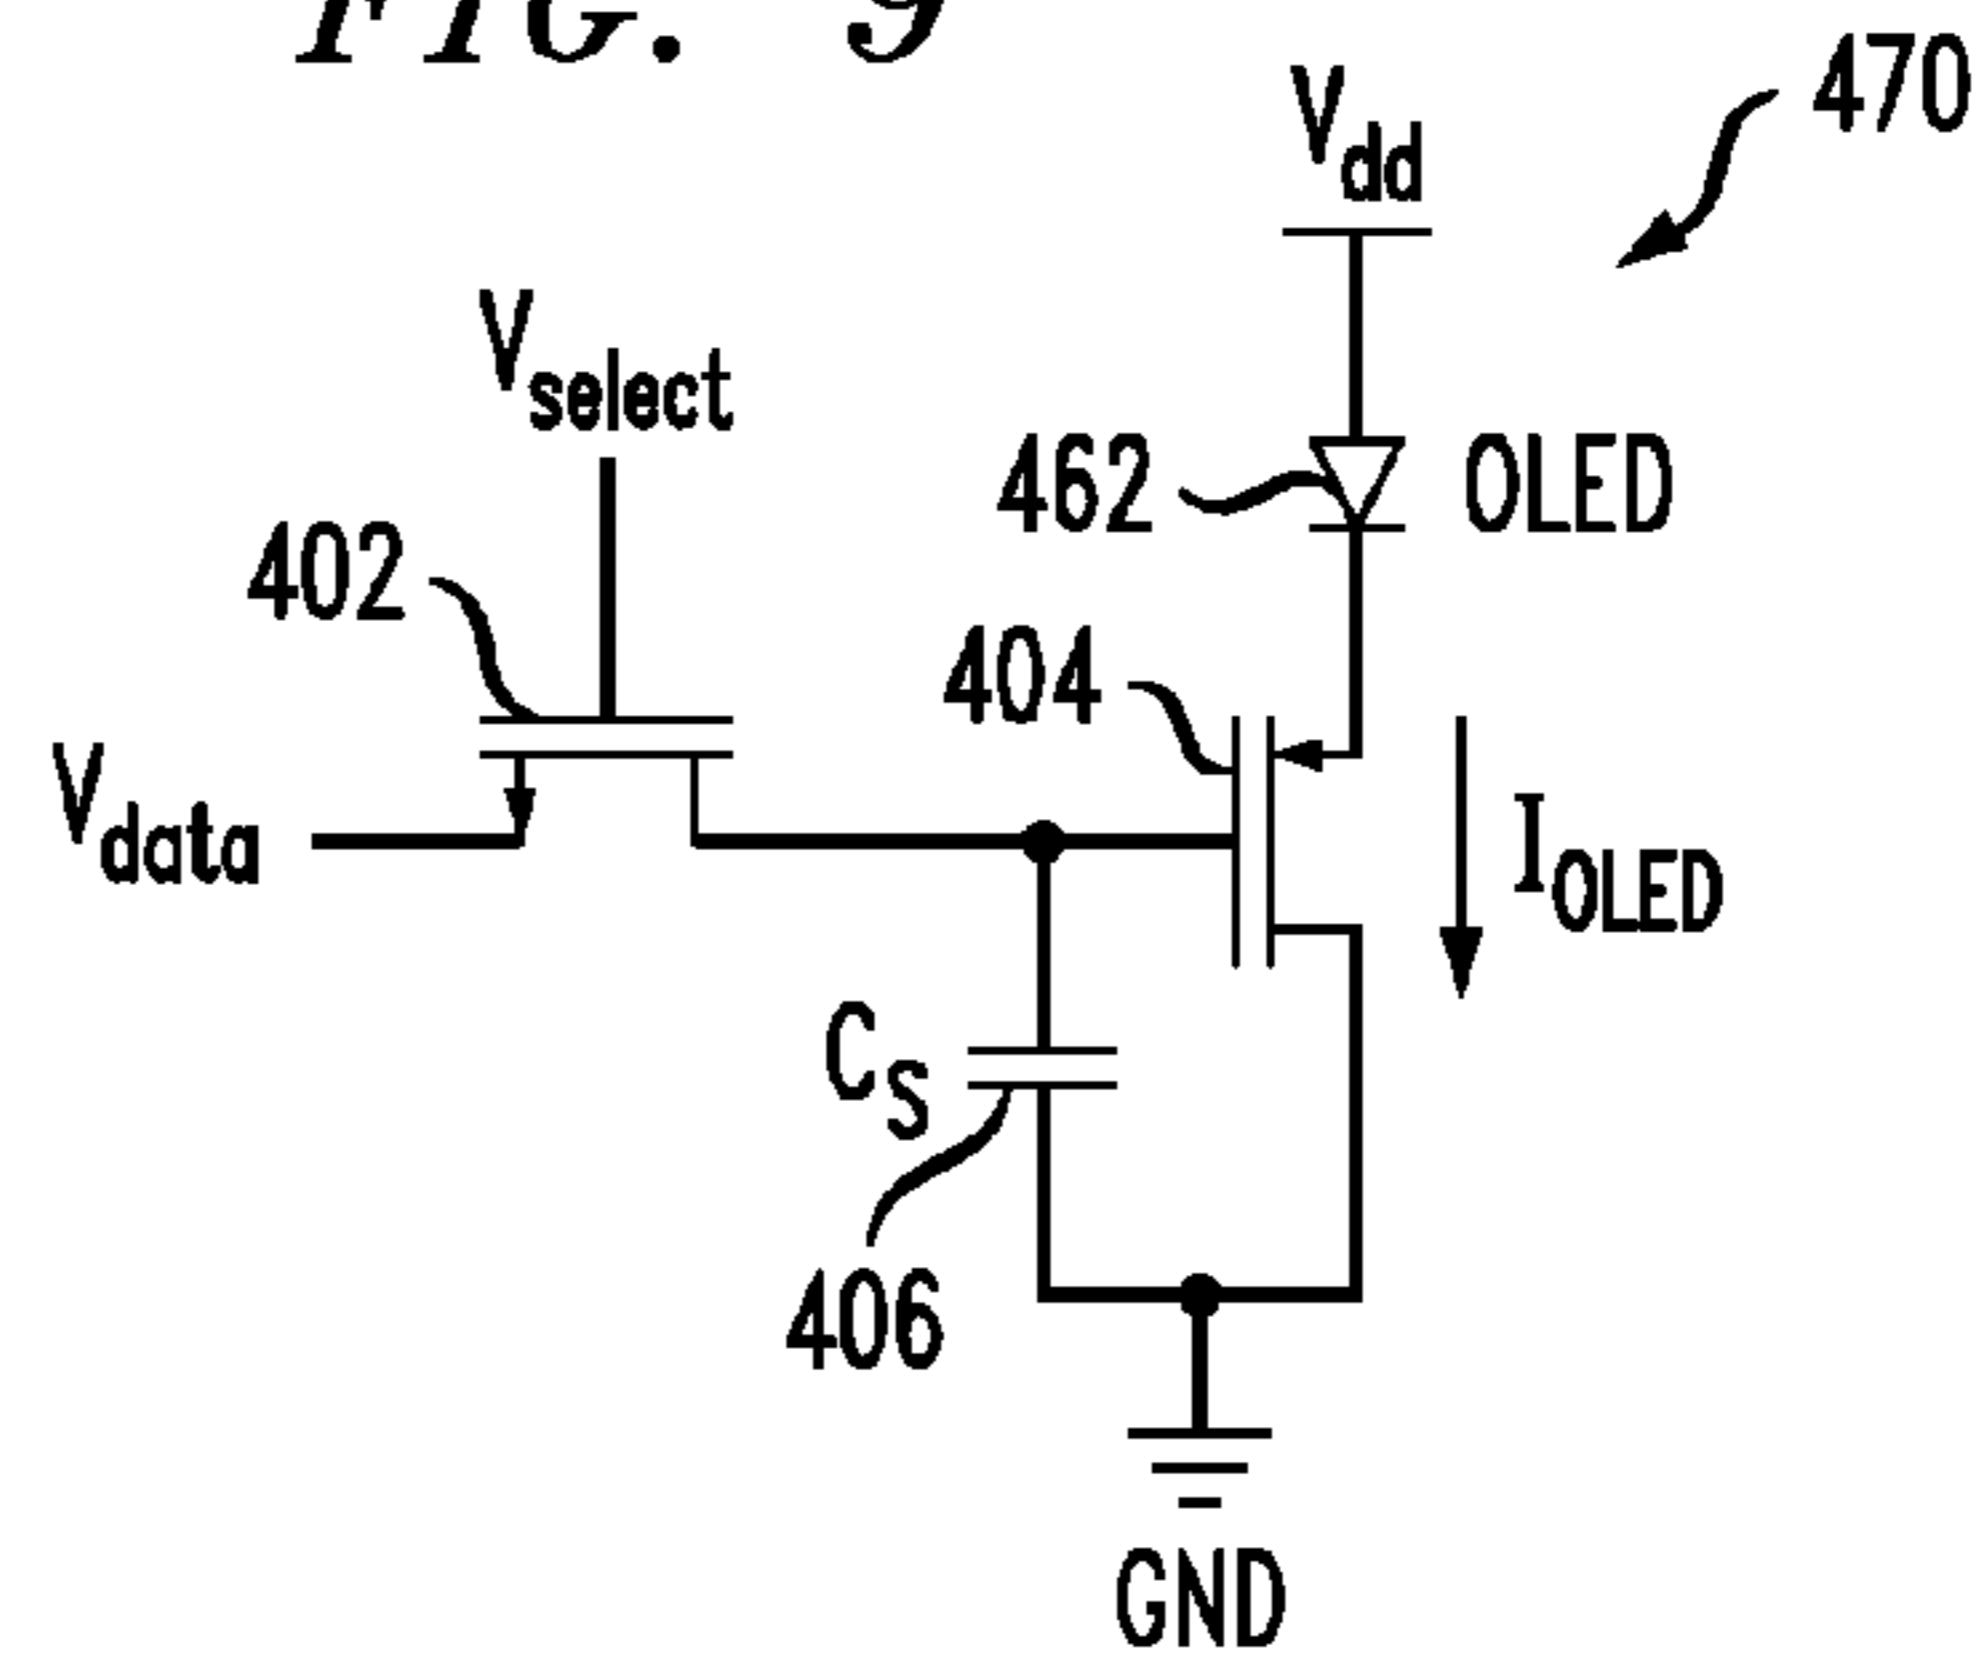 FIG. 9
470
Vdd
Vselect
462
OLED
402
404
Vdata
IOLED
CS
406
GND